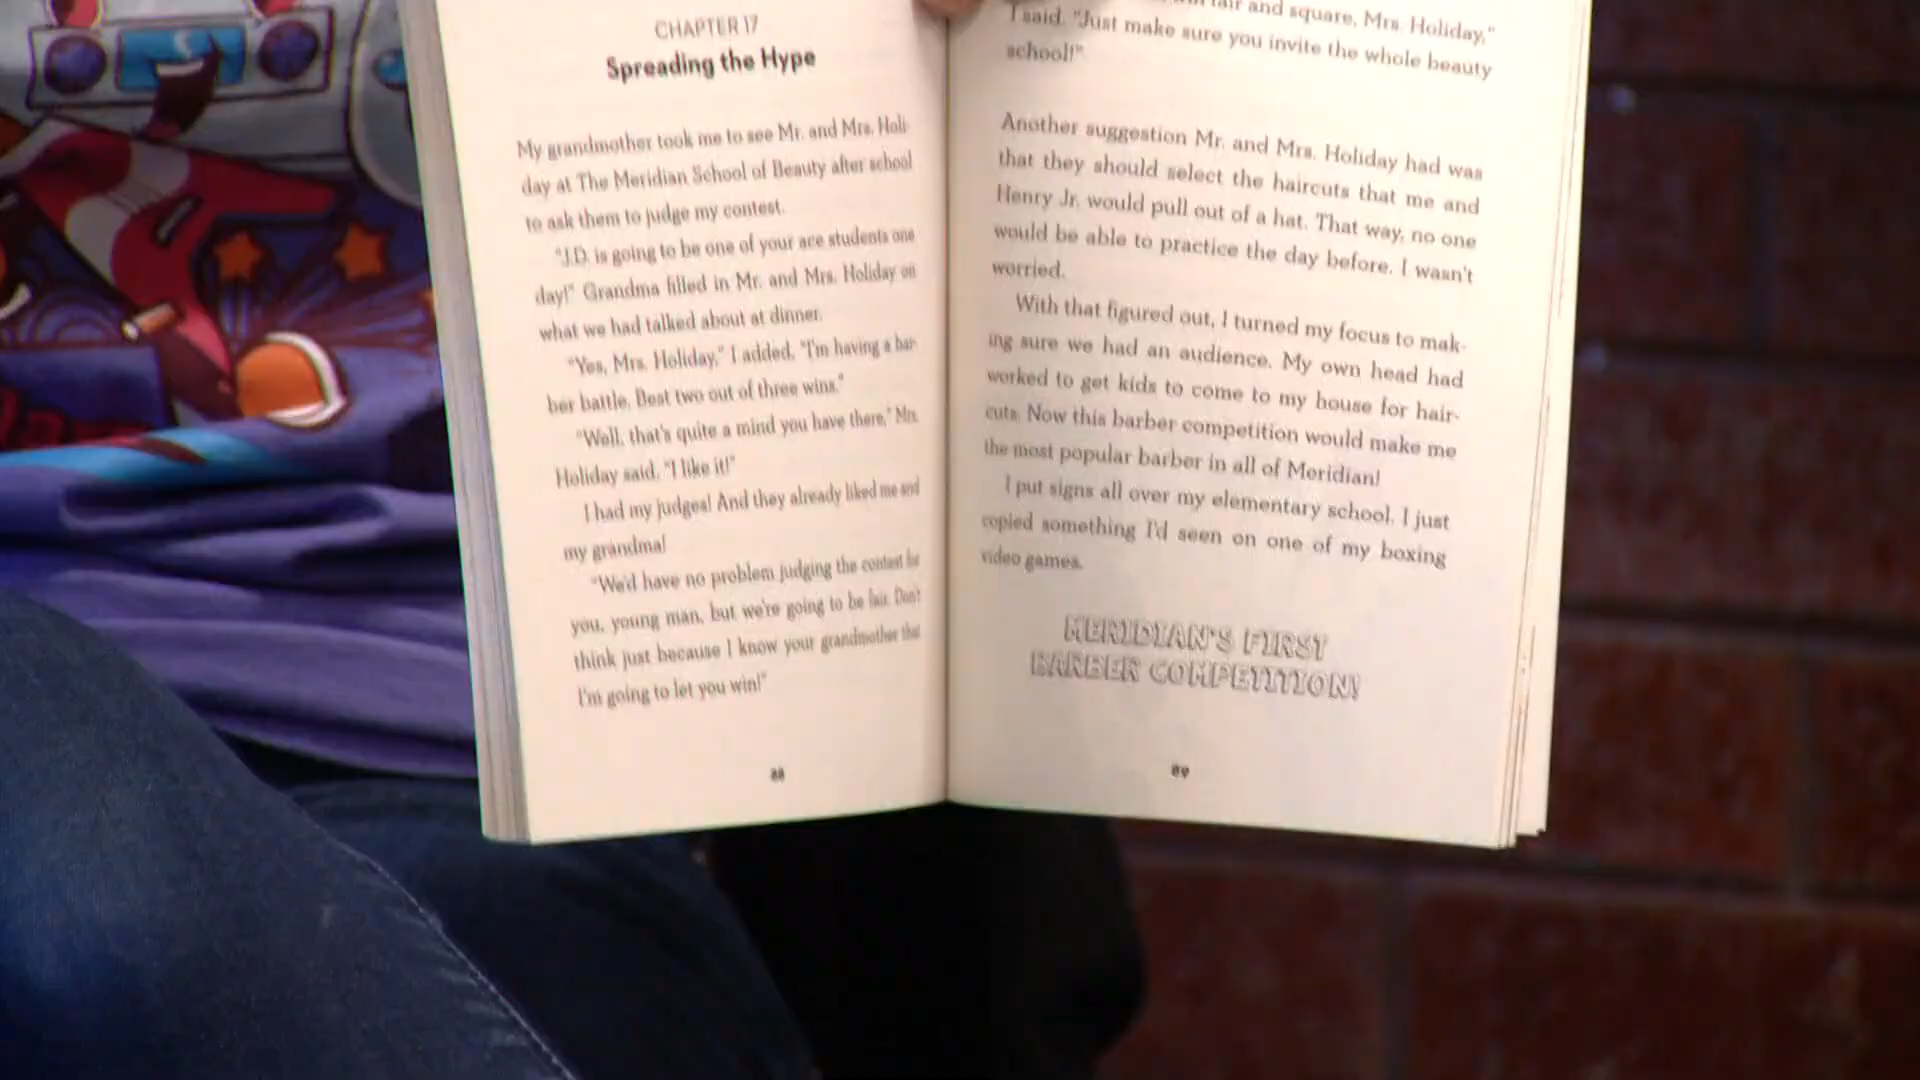 CHAPTER 17
Spreading the Hype
My grandmother took me to see Mr. and Mrs. Holi-
day at The Meridian School of Beauty after school
to ask them to judge my contest.
"J.D. is going to be one of your ace students one
day!" Grandma filled in Mr. and Mrs. Holiday on
what we had talked about at dinner.
"Yes, Mrs. Holiday," I added, "I'm having a bar-
ber battle. Best two out of three wins."
"Well, that's quite a mind you have there," Mrs.
Holiday said. "I like it!"
I had my judges! And they already liked me and
my grandma!
"We'd have no problem judging the contest for
you, young man, but we're going to be fair. Don't
think just because I know your grandmother that
I'm going to let you win!"
88
fair and square, Mrs. Holiday,"
I said. "Just make sure you invite the whole beauty
school!"
Another suggestion Mr. and Mrs. Holiday had was
that they should select the haircuts that me and
Henry Jr. would pull out of a hat. That way, no one
would be able to practice the day before. I wasn't
worried.
With that figured out, I turned my focus to mak-
ing sure we had an audience. My own head had
worked to get kids to come to my house for hair-
cuts. Now this barber competition would make me
the most popular barber in all of Meridian!
I put signs all over my elementary school. I just
copied something I'd seen on one of my boxing
video games.
MERIDIAN'S FIRST
BARBER COMPETITION!
89